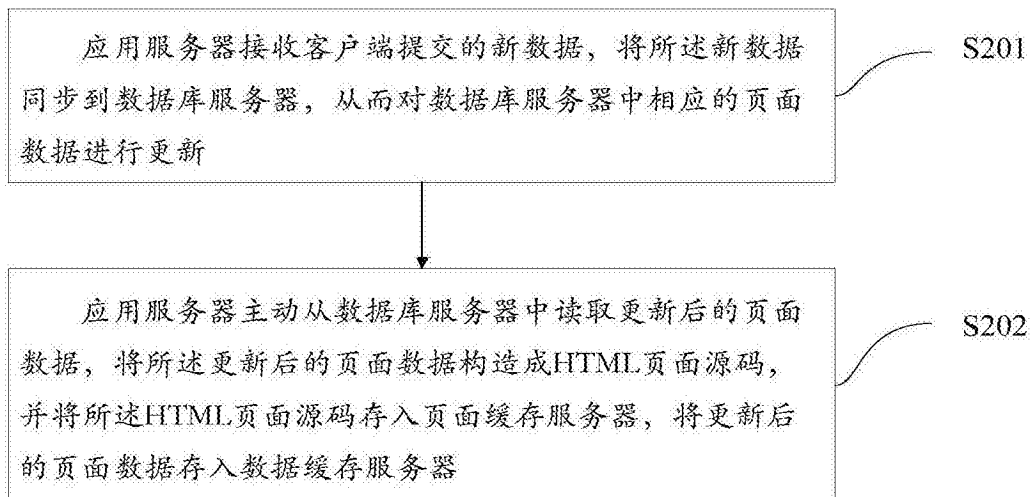 应用服务器接收客户端提交的新数据，将所述新数据
同步到数据库服务器，从而对数据库服务器中相应的页面
数据进行更新
S201
应用服务器主动从数据库服务器中读取更新后的页面
数据，将所述更新后的页面数据构造成HTML页面源码，
并将所述HTML页面源码存入页面缓存服务器，将更新后
的页面数据存入数据缓存服务器
S202